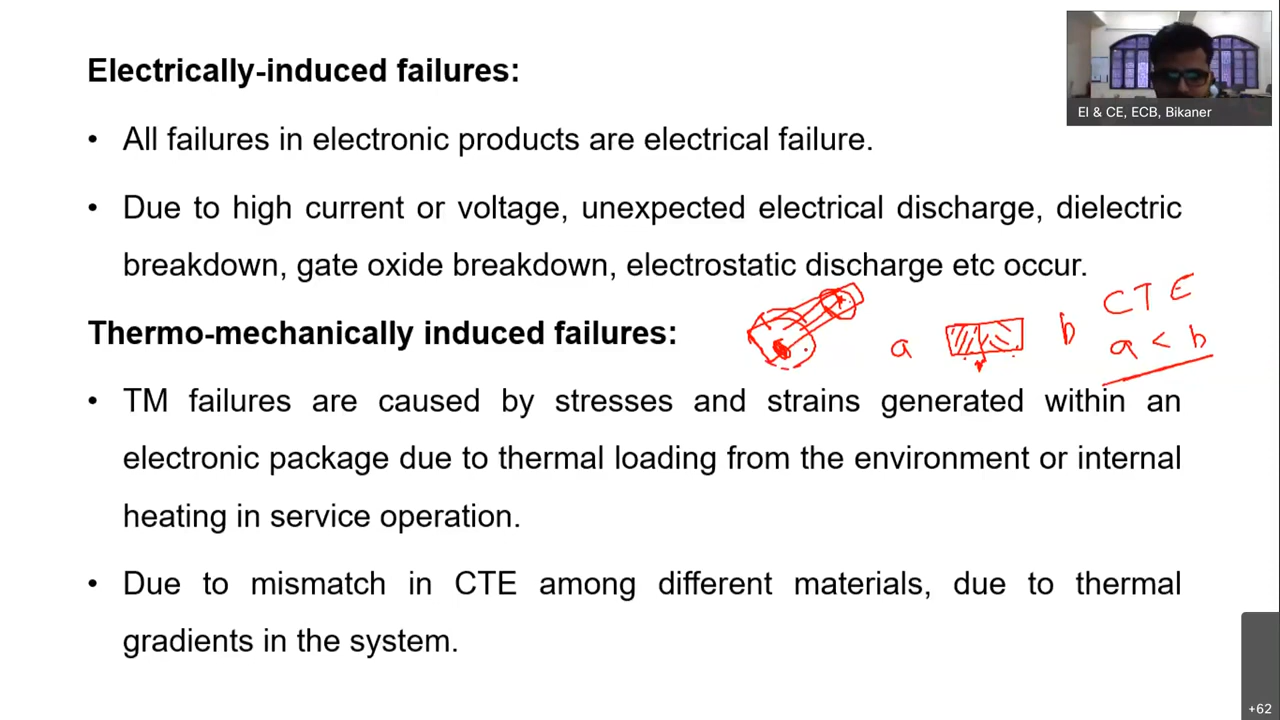 Electrically-induced failures:
EI & CE, ECB, Bikaner
• All failures in electronic products are electrical failure.
• Due to high current or voltage, unexpected electrical discharge, dielectric
breakdown, gate oxide breakdown, electrostatic discharge etc occur.
CTE
Thermo-mechanically induced failures:
a b a < b
• TM failures are caused by stresses and strains generated within an
electronic package due to thermal loading from the environment or internal
heating in service operation.
• Due to mismatch in CTE among different materials, due to thermal
gradients in the system.
+62